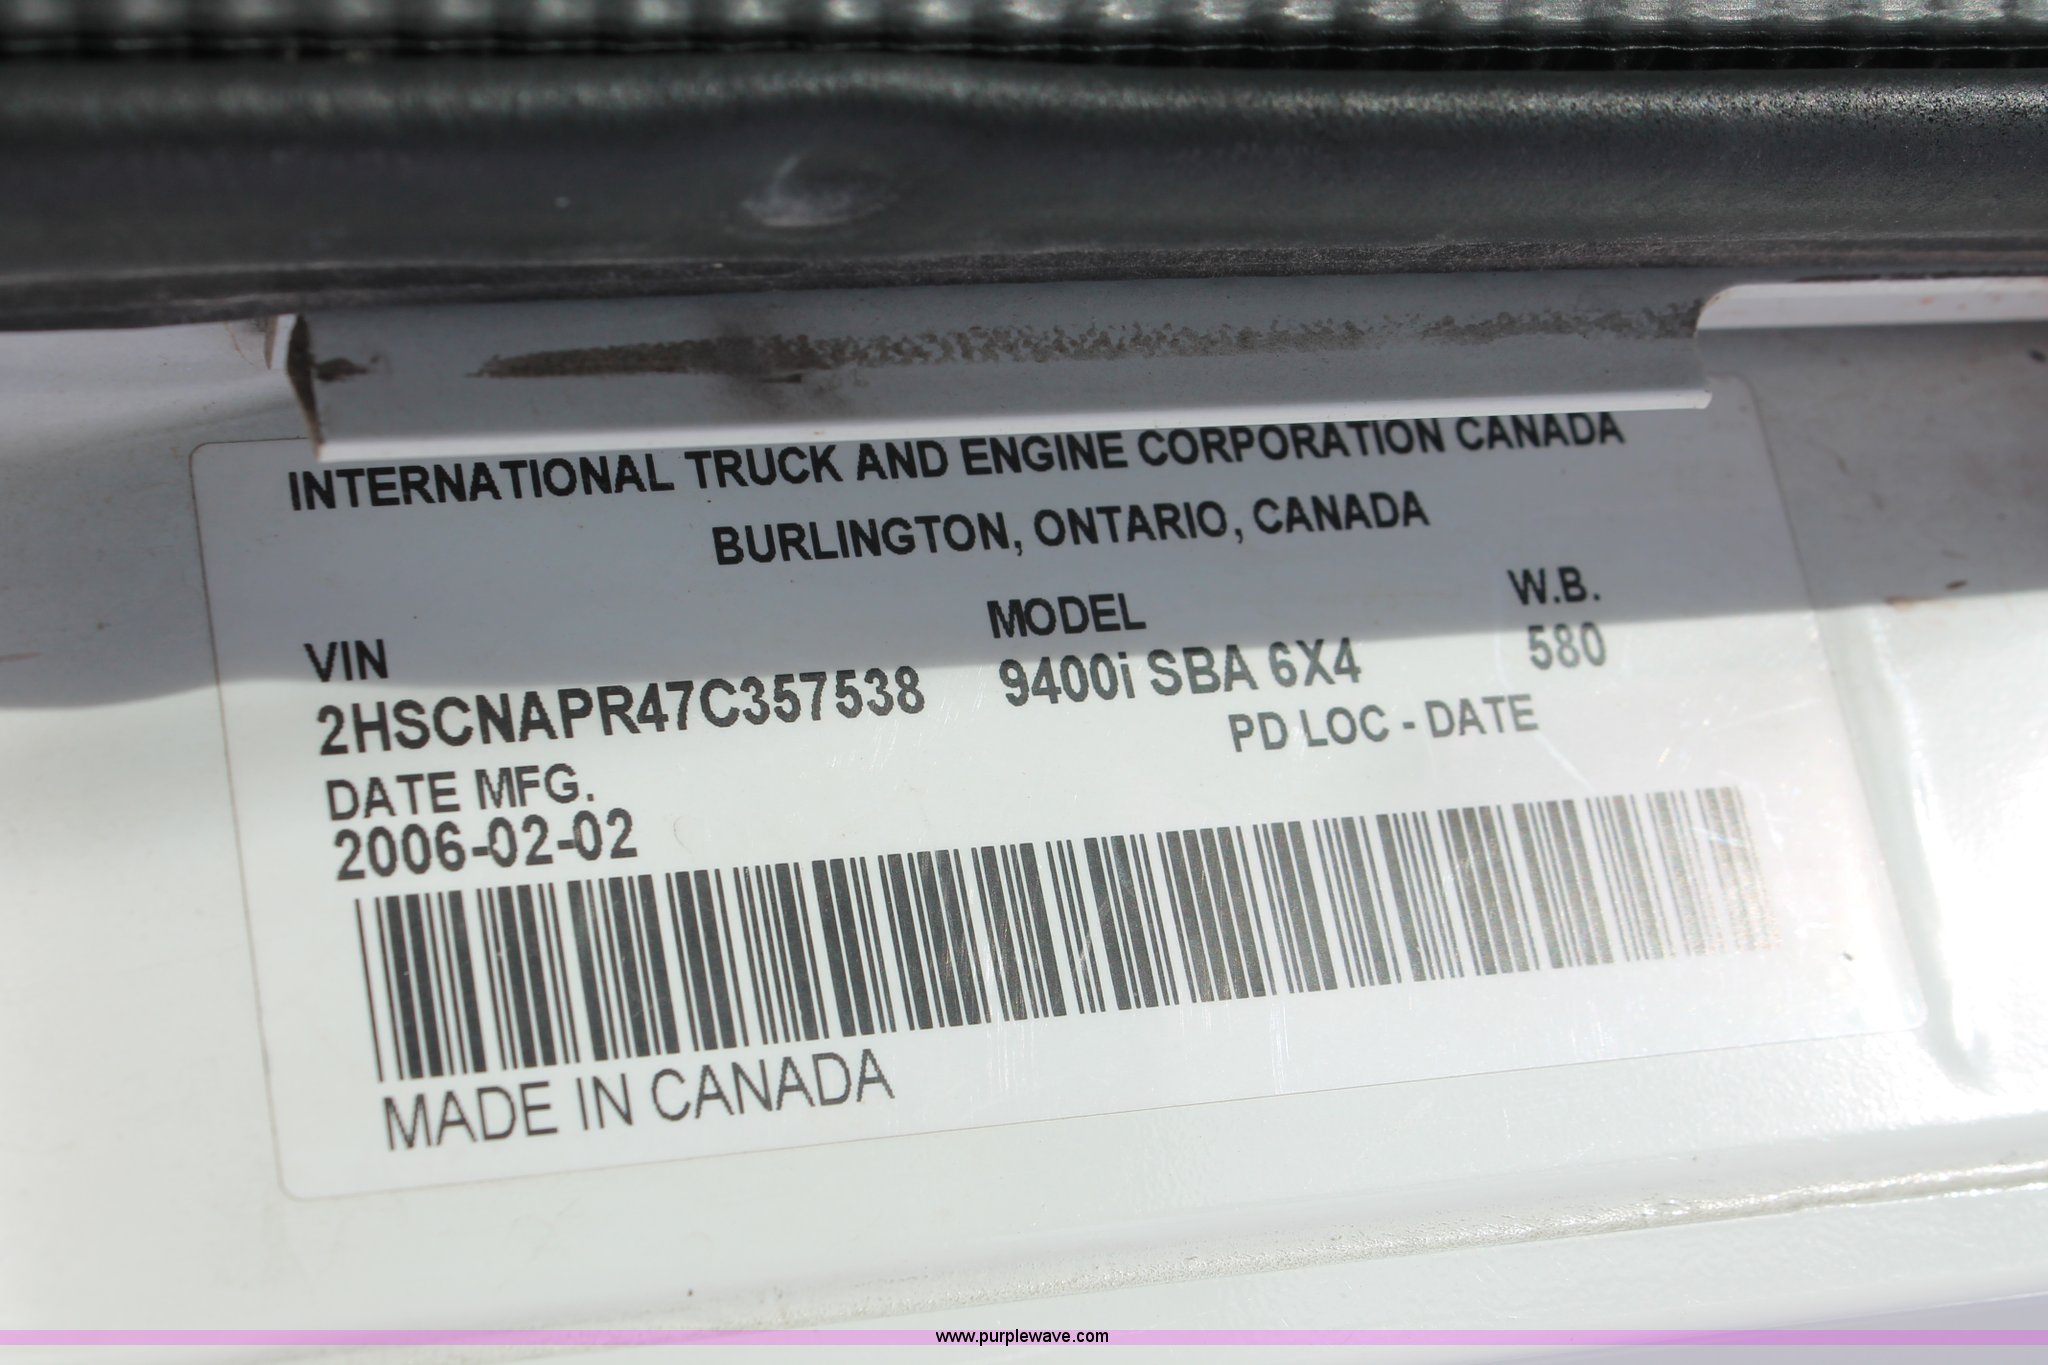 INTERNATIONAL TRUCK AND ENGINE CORPORATION CANADA
BURLINGTON, ONTARIO, CANADA
VIN MODEL W.B.
2HSCNAPR47C357538 9400i SBA 6X4 580
DATE MFG. PD LOC - DATE
2006-02-02
MADE IN CANADA
www.purplewave.com